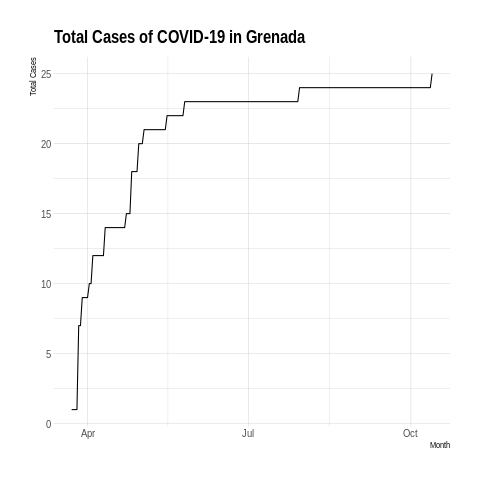 Total Cases of COVID-19 in Grenada
Total Cases
25
20
15
10
5
0
Apr
Jul
Oct
Month